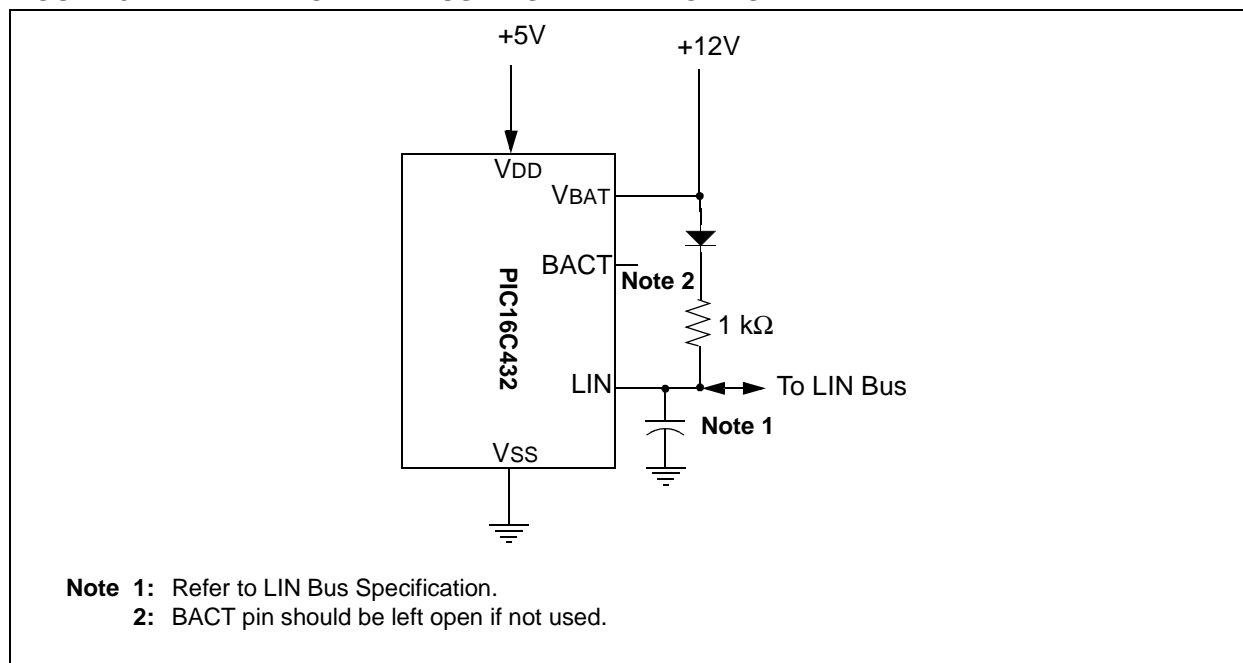 +5V
+12V
VDD
VBAT
BACT
Note 2
PIC16C432
1 kΩ
LIN
To LIN Bus
Note 1
VSS
Note 1: Refer to LIN Bus Specification.
2: BACT pin should be left open if not used.